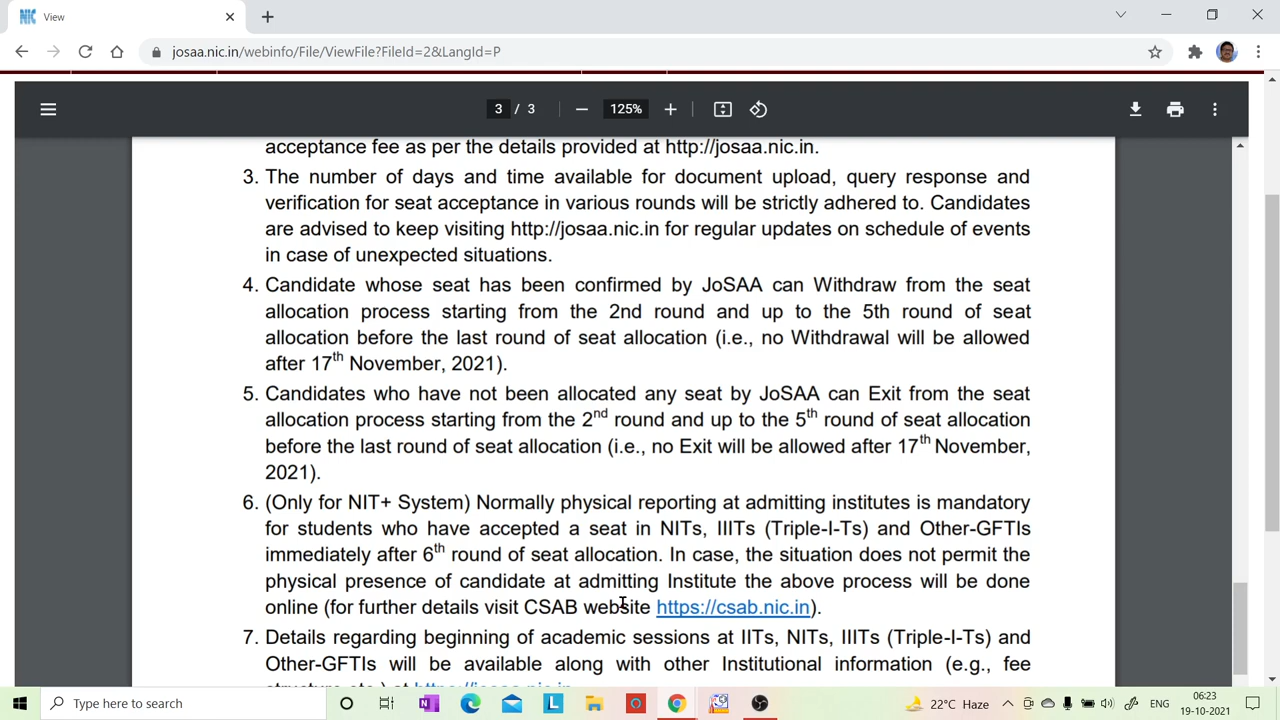 NIC View
josaa.nic.in/webinfo/File/ViewFile?FileId=2&LangId=P
3 / 3 125%
acceptance fee as per the details provided at http://josaa.nic.in.
3. The number of days and time available for document upload, query response and
verification for seat acceptance in various rounds will be strictly adhered to. Candidates
are advised to keep visiting http://josaa.nic.in for regular updates on schedule of events
in case of unexpected situations.
4. Candidate whose seat has been confirmed by JoSAA can Withdraw from the seat
allocation process starting from the 2nd round and up to the 5th round of seat
allocation before the last round of seat allocation (i.e., no Withdrawal will be allowed
after 17th November, 2021).
5. Candidates who have not been allocated any seat by JoSAA can Exit from the seat
allocation process starting from the 2nd round and up to the 5th round of seat allocation
before the last round of seat allocation (i.e., no Exit will be allowed after 17th November,
2021).
6. (Only for NIT+ System) Normally physical reporting at admitting institutes is mandatory
for students who have accepted a seat in NITs, IIITs (Triple-I-Ts) and Other-GFTIs
immediately after 6th round of seat allocation. In case, the situation does not permit the
physical presence of candidate at admitting Institute the above process will be done
online (for further details visit CSAB website https://csab.nic.in).
7. Details regarding beginning of academic sessions at IITs, NITs, IIITs (Triple-I-Ts) and
Other-GFTIs will be available along with other Institutional information (e.g., fee
structure etc.) at https://josaa.nic.in
Type here to search
22°C Haze
ENG
06:23
19-10-2021